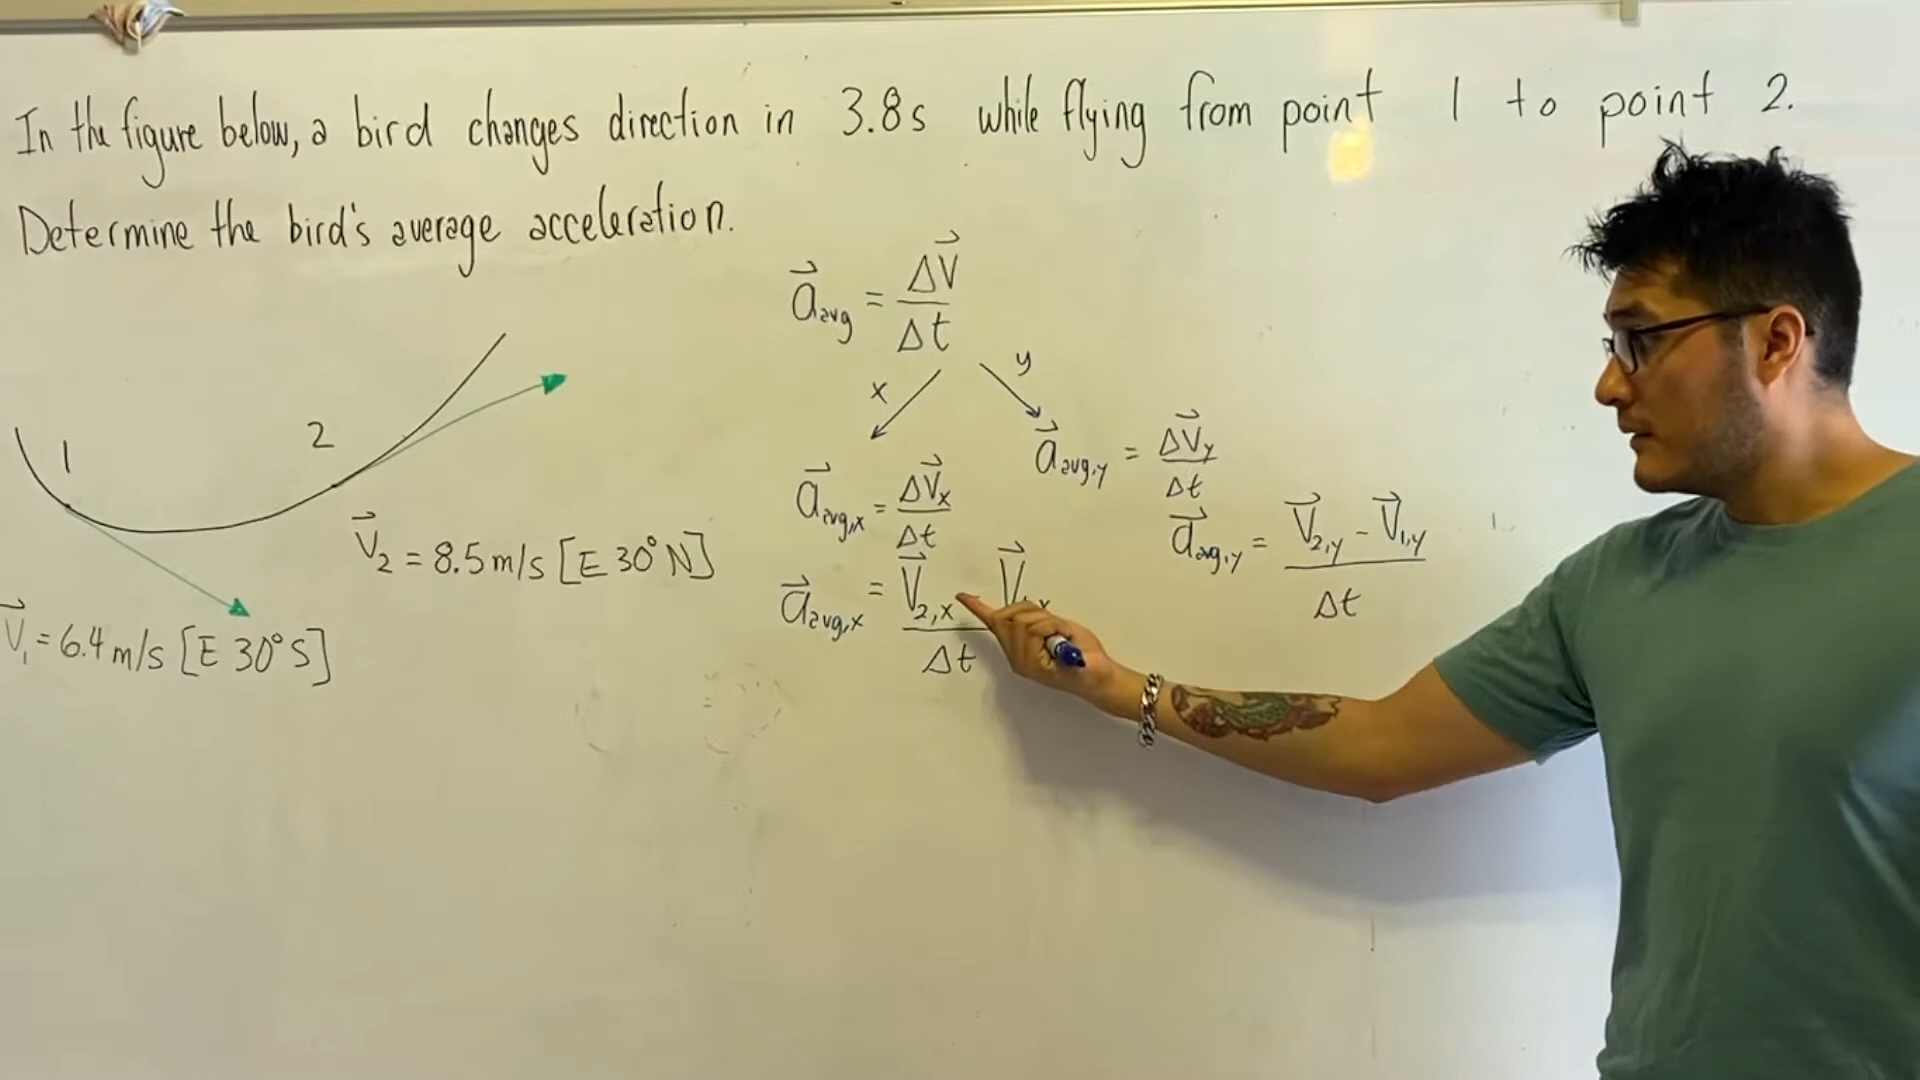 In the figure below, a bird changes direction in 3.8s while flying from point 1 to point 2.
Determine the bird's average acceleration.
a⃗avg = ΔV⃗ / Δt
x
y
1
2
a⃗avg,x = ΔV⃗x / Δt
a⃗avg,y = ΔV⃗y / Δt
V⃗2 = 8.5 m/s [E 30° N]
V⃗1 = 6.4 m/s [E 30° S]
a⃗avg,x = V⃗2,x - V⃗ x / Δt
a⃗avg,y = V⃗2,y - V⃗1,y / Δt